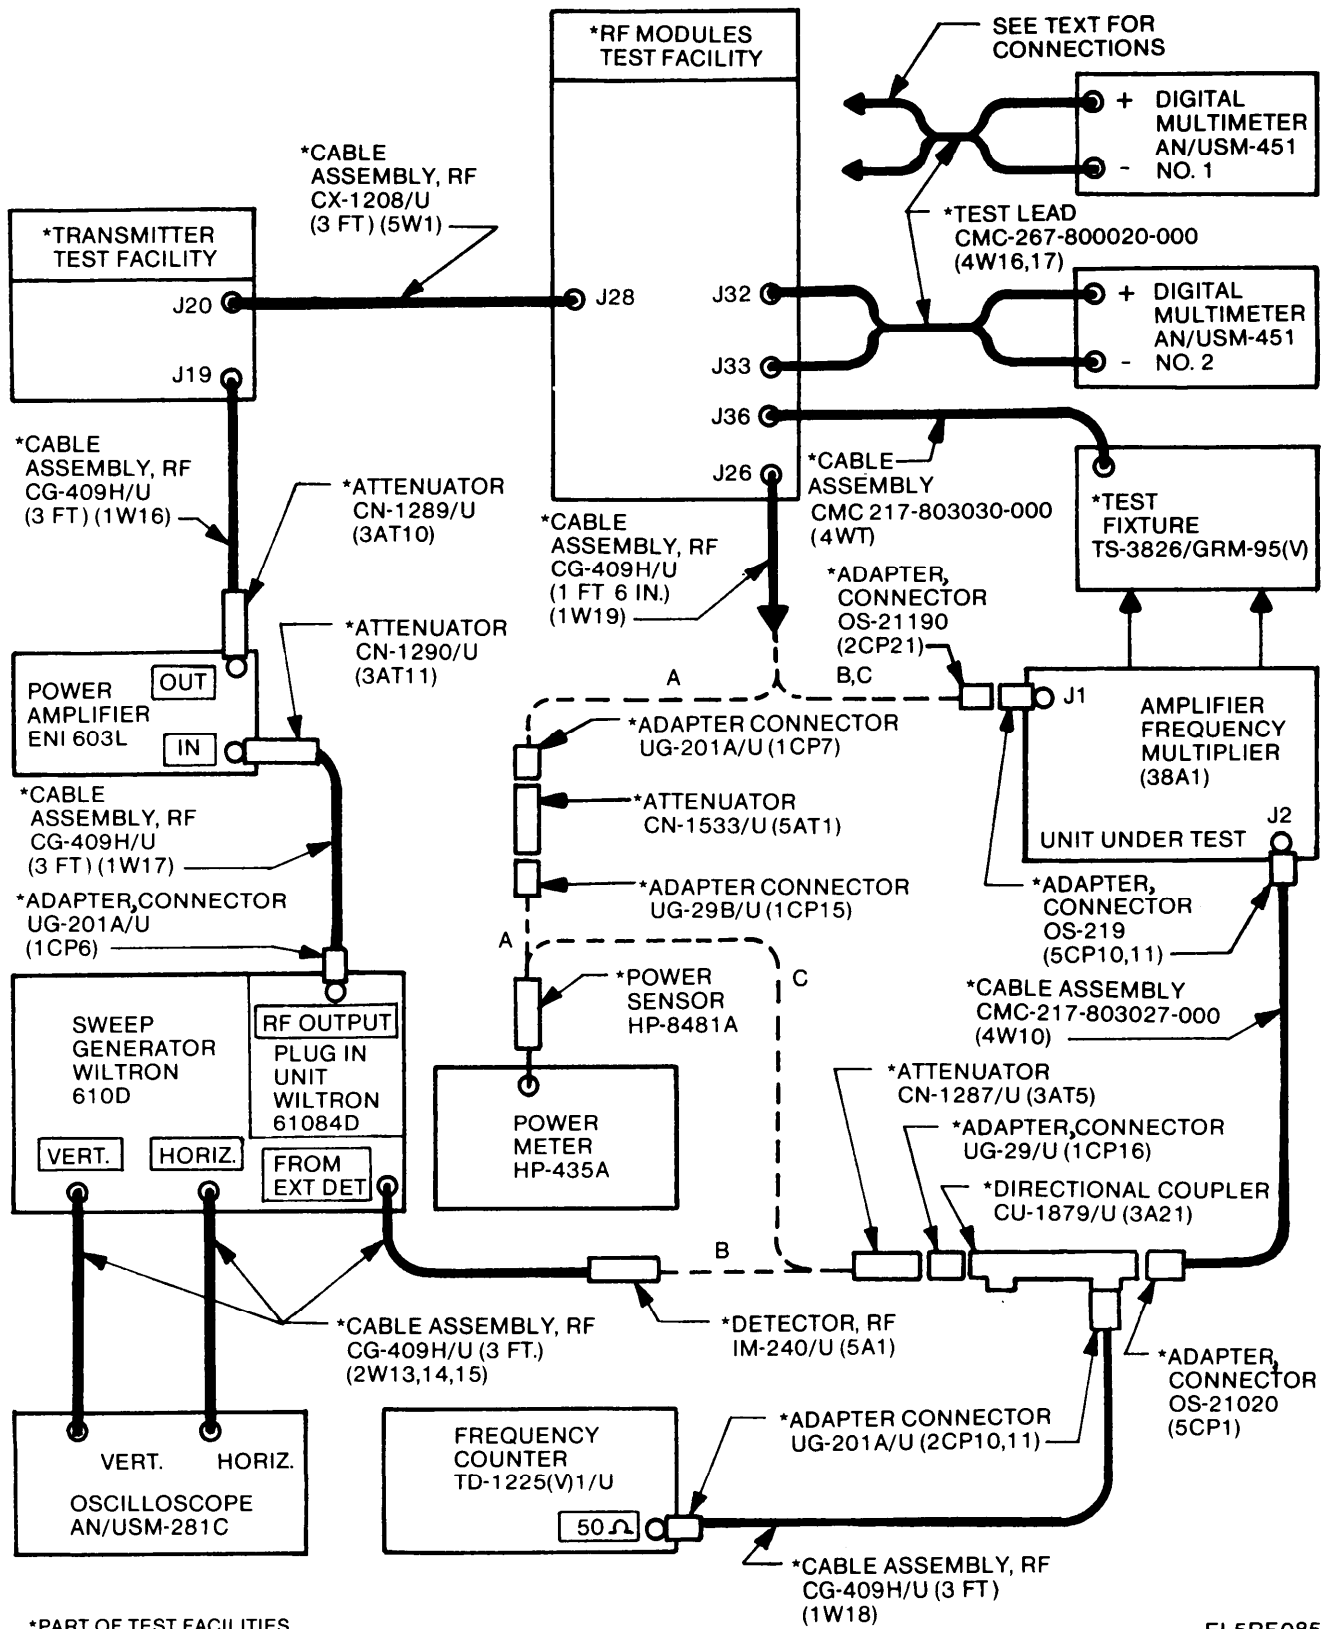 *RF MODULES
TEST FACILITY
SEE TEXT FOR
CONNECTIONS
+ DIGITAL
MULTIMETER
AN/USM-451
- NO. 1
*CABLE
ASSEMBLY, RF
CX-1208/U
(3 FT) (5W1)
*TEST LEAD
CMC-267-800020-000
(4W16,17)
*TRANSMITTER
TEST FACILITY
J20
J19
J28
J32
J33
J36
J26
+ DIGITAL
MULTIMETER
AN/USM-451
- NO. 2
*CABLE
ASSEMBLY, RF
CG-409H/U
(3 FT) (1W16)
*ATTENUATOR
CN-1289/U
(3AT10)
*CABLE
ASSEMBLY
CMC 217-803030-000
(4WT)
*TEST
FIXTURE
TS-3826/GRM-95(V)
*CABLE
ASSEMBLY, RF
CG-409H/U
(1 FT 6 IN.)
(1W19)
*ADAPTER,
CONNECTOR
OS-21190
(2CP21)
*ATTENUATOR
CN-1290/U
(3AT11)
POWER
AMPLIFIER
ENI 603L
OUT
IN
A
B,C
J1
AMPLIFIER
FREQUENCY
MULTIPLIER
(38A1)
J2
UNIT UNDER TEST
*ADAPTER CONNECTOR
UG-201A/U (1CP7)
*ATTENUATOR
CN-1533/U (5AT1)
*ADAPTER CONNECTOR
UG-29B/U (1CP15)
*CABLE
ASSEMBLY, RF
CG-409H/U
(3 FT) (1W17)
*ADAPTER,CONNECTOR
UG-201A/U
(1CP6)
*ADAPTER,
CONNECTOR
OS-219
(5CP10,11)
A
C
*POWER
SENSOR
HP-8481A
*CABLE ASSEMBLY
CMC-217-803027-000
(4W10)
SWEEP
GENERATOR
WILTRON
610D
RF OUTPUT
PLUG IN
UNIT
WILTRON
61084D
VERT.
HORIZ.
FROM
EXT DET
POWER
METER
HP-435A
*ATTENUATOR
CN-1287/U (3AT5)
*ADAPTER,CONNECTOR
UG-29/U (1CP16)
*DIRECTIONAL COUPLER
CU-1879/U (3A21)
B
*CABLE ASSEMBLY, RF
CG-409H/U (3 FT.)
(2W13,14,15)
*DETECTOR, RF
IM-240/U (5A1)
*ADAPTER,
CONNECTOR
OS-21020
(5CP1)
VERT.
HORIZ.
OSCILLOSCOPE
AN/USM-281C
FREQUENCY
COUNTER
TD-1225(V)1/U
50 Ω
*ADAPTER CONNECTOR
UG-201A/U (2CP10,11)
*CABLE ASSEMBLY, RF
CG-409H/U (3 FT)
(1W18)
*PART OF TEST FACILITIES
EL5RE085